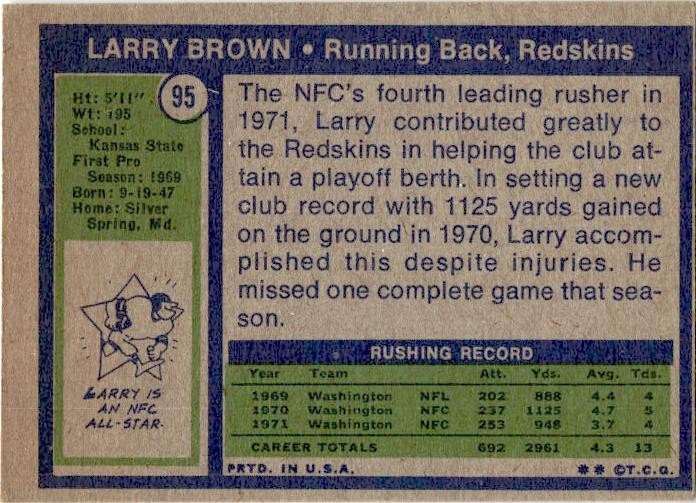 LARRY BROWN • Running Back, Redskins
95
Ht: 5'11"
Wt: 195
School:
Kansas State
First Pro
Season: 1969
Born: 9-19-47
Home: Silver
Spring, Md.
LARRY IS
AN NFC
ALL-STAR.
The NFC's fourth leading rusher in
1971, Larry contributed greatly to
the Redskins in helping the club at-
tain a playoff berth. In setting a new
club record with 1125 yards gained
on the ground in 1970, Larry accom-
plished this despite injuries. He
missed one complete game that sea-
son.
RUSHING RECORD
Year Team Att. Yds. Avg. Tds.
1969 Washington NFL 202 888 4.4 4
1970 Washington NFC 237 1125 4.7 5
1971 Washington NFC 253 948 3.7 4
CAREER TOTALS 692 2961 4.3 13
PRTD. IN U.S.A. ** ©T.C.G.